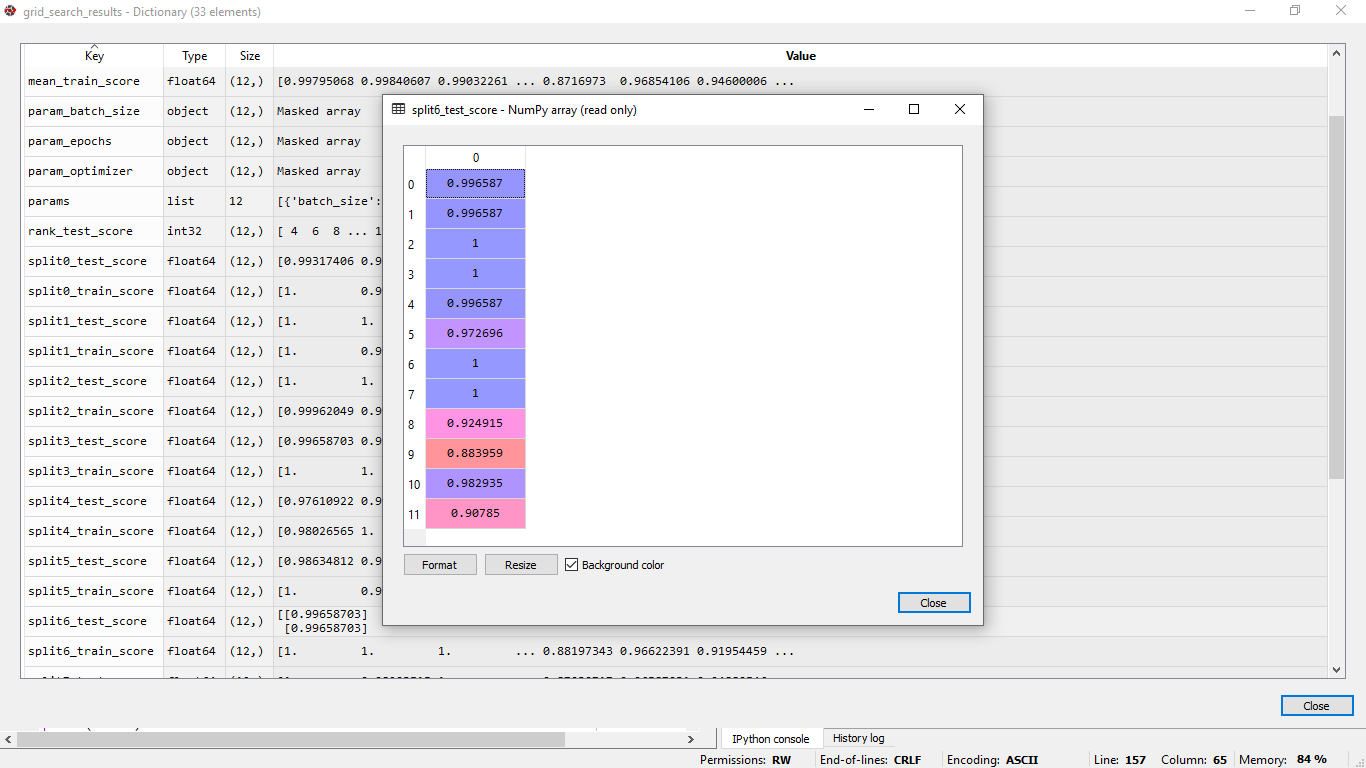 grid_search_results - Dictionary (33 elements)
Key Type Size Value
mean_train_score float64 (12,) [0.99795068 0.99840607 0.99032261 ... 0.8716973 0.96854106 0.94600006 ...
param_batch_size object (12,) Masked array
param_epochs object (12,) Masked array
param_optimizer object (12,) Masked array
params list 12 [{'batch_size':
rank_test_score int32 (12,) [ 4 6 8 ... 1
split0_test_score float64 (12,) [0.99317406 0.9
split0_train_score float64 (12,) [1. 0.9
split1_test_score float64 (12,) [1. 1.
split1_train_score float64 (12,) [1. 0.9
split2_test_score float64 (12,) [1. 1.
split2_train_score float64 (12,) [0.99962049 0.9
split3_test_score float64 (12,) [0.99658703 0.9
split3_train_score float64 (12,) [1. 1.
split4_test_score float64 (12,) [0.97610922 0.9
split4_train_score float64 (12,) [0.98026565 1.
split5_test_score float64 (12,) [0.98634812 0.9
split5_train_score float64 (12,) [1. 0.9
split6_test_score float64 (12,) [[0.99658703]
[0.99658703]
split6_train_score float64 (12,) [1. 1. 1. ... 0.88197343 0.96622391 0.91954459 ...
split6_test_score - NumPy array (read only)
0
0 0.996587
1 0.996587
2 1
3 1
4 0.996587
5 0.972696
6 1
7 1
8 0.924915
9 0.883959
10 0.982935
11 0.90785
Format Resize Background color
Close
Close
IPython console History log
Permissions: RW End-of-lines: CRLF Encoding: ASCII Line: 157 Column: 65 Memory: 84 %